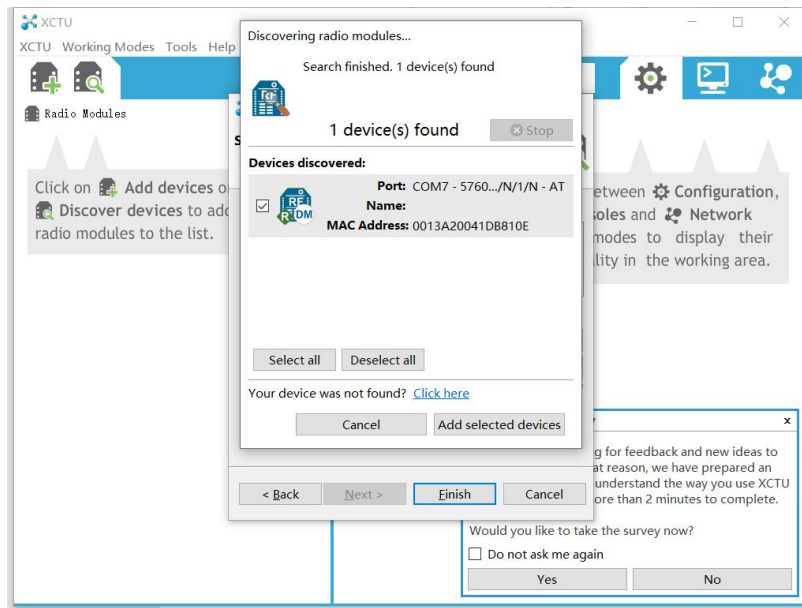 XCTU
XCTU Working Modes Tools Help
Radio Modules
Click on Add devices o
Discover devices to add
radio modules to the list.
Discovering radio modules...
Search finished. 1 device(s) found
1 device(s) found
Stop
Devices discovered:
Port: COM7 - 5760.../N/1/N - AT
Name:
MAC Address: 0013A20041DB810E
Select all
Deselect all
Your device was not found? Click here
Cancel
Add selected devices
< Back
Next >
Finish
Cancel
etween Configuration,
soles and Network
modes to display their
lity in the working area.
x
g for feedback and new ideas to
at reason, we have prepared an
understand the way you use XCTU
ore than 2 minutes to complete.
Would you like to take the survey now?
Do not ask me again
Yes
No